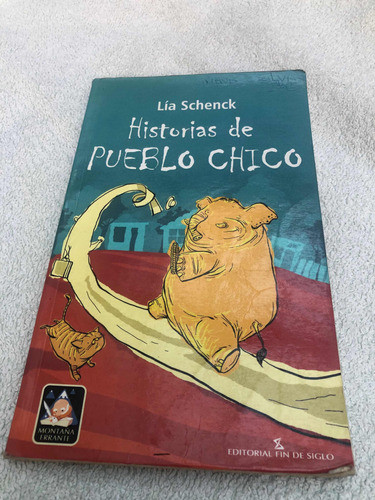 Lía Schenck
Historias de
PUEBLO CHICO
MONTAÑA
ERRANTE
EDITORIAL FIN DE SIGLO